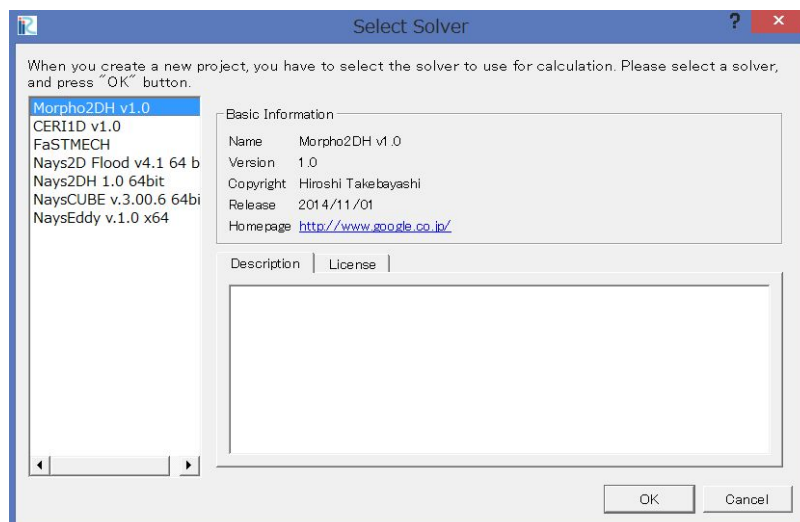 Select Solver
When you create a new project, you have to select the solver to use for calculation. Please select a solver,
and press "OK" button.
Morpho2DH v1.0
CERI1D v1.0
FaSTMECH
Nays2D Flood v4.1 64 b
Nays2DH 1.0 64bit
NaysCUBE v.3.00.6 64bi
NaysEddy v.1.0 x64
Basic Information
Name Morpho2DH v1.0
Version 1.0
Copyright Hiroshi Takebayashi
Release 2014/11/01
Homepage http://www.google.co.jp/
Description License
OK Cancel